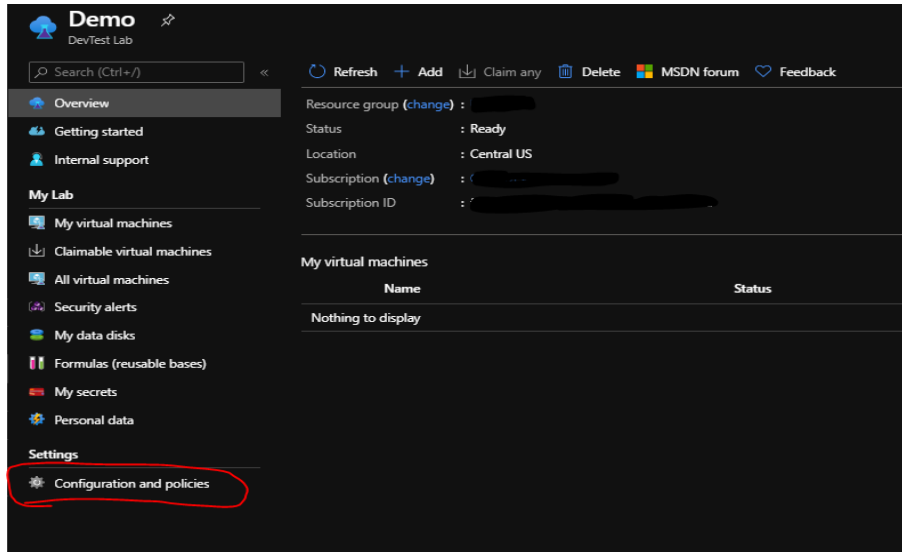 Demo
DevTest Lab
Search (Ctrl+/)
«
Overview
Getting started
Internal support
My Lab
My virtual machines
Claimable virtual machines
All virtual machines
Security alerts
My data disks
Formulas (reusable bases)
My secrets
Personal data
Settings
Configuration and policies
Refresh Add Claim any Delete MSDN forum Feedback
Resource group (change) :
Status : Ready
Location : Central US
Subscription (change) :
Subscription ID :
My virtual machines
Name Status
Nothing to display